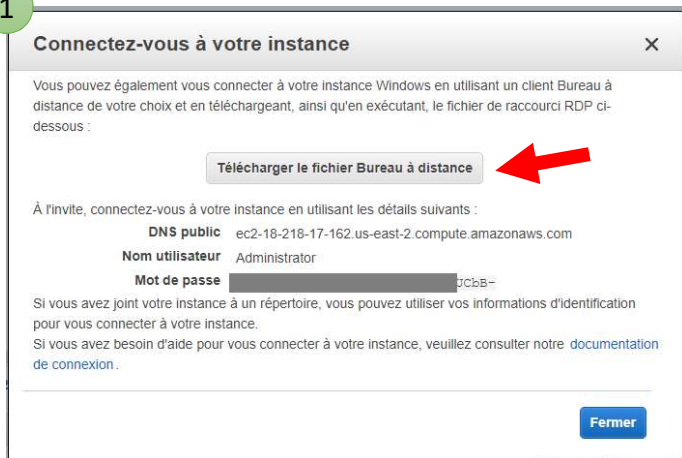 1
Connectez-vous à votre instance
Vous pouvez également vous connecter à votre instance Windows en utilisant un client Bureau à
distance de votre choix et en téléchargeant, ainsi qu'en exécutant, le fichier de raccourci RDP ci-
dessous :
Télécharger le fichier Bureau à distance
À l'invite, connectez-vous à votre instance en utilisant les détails suivants :
DNS public ec2-18-218-17-162.us-east-2.compute.amazonaws.com
Nom utilisateur Administrator
Mot de passe JCbB-
Si vous avez joint votre instance à un répertoire, vous pouvez utiliser vos informations d'identification
pour vous connecter à votre instance.
Si vous avez besoin d'aide pour vous connecter à votre instance, veuillez consulter notre documentation
de connexion.
Fermer